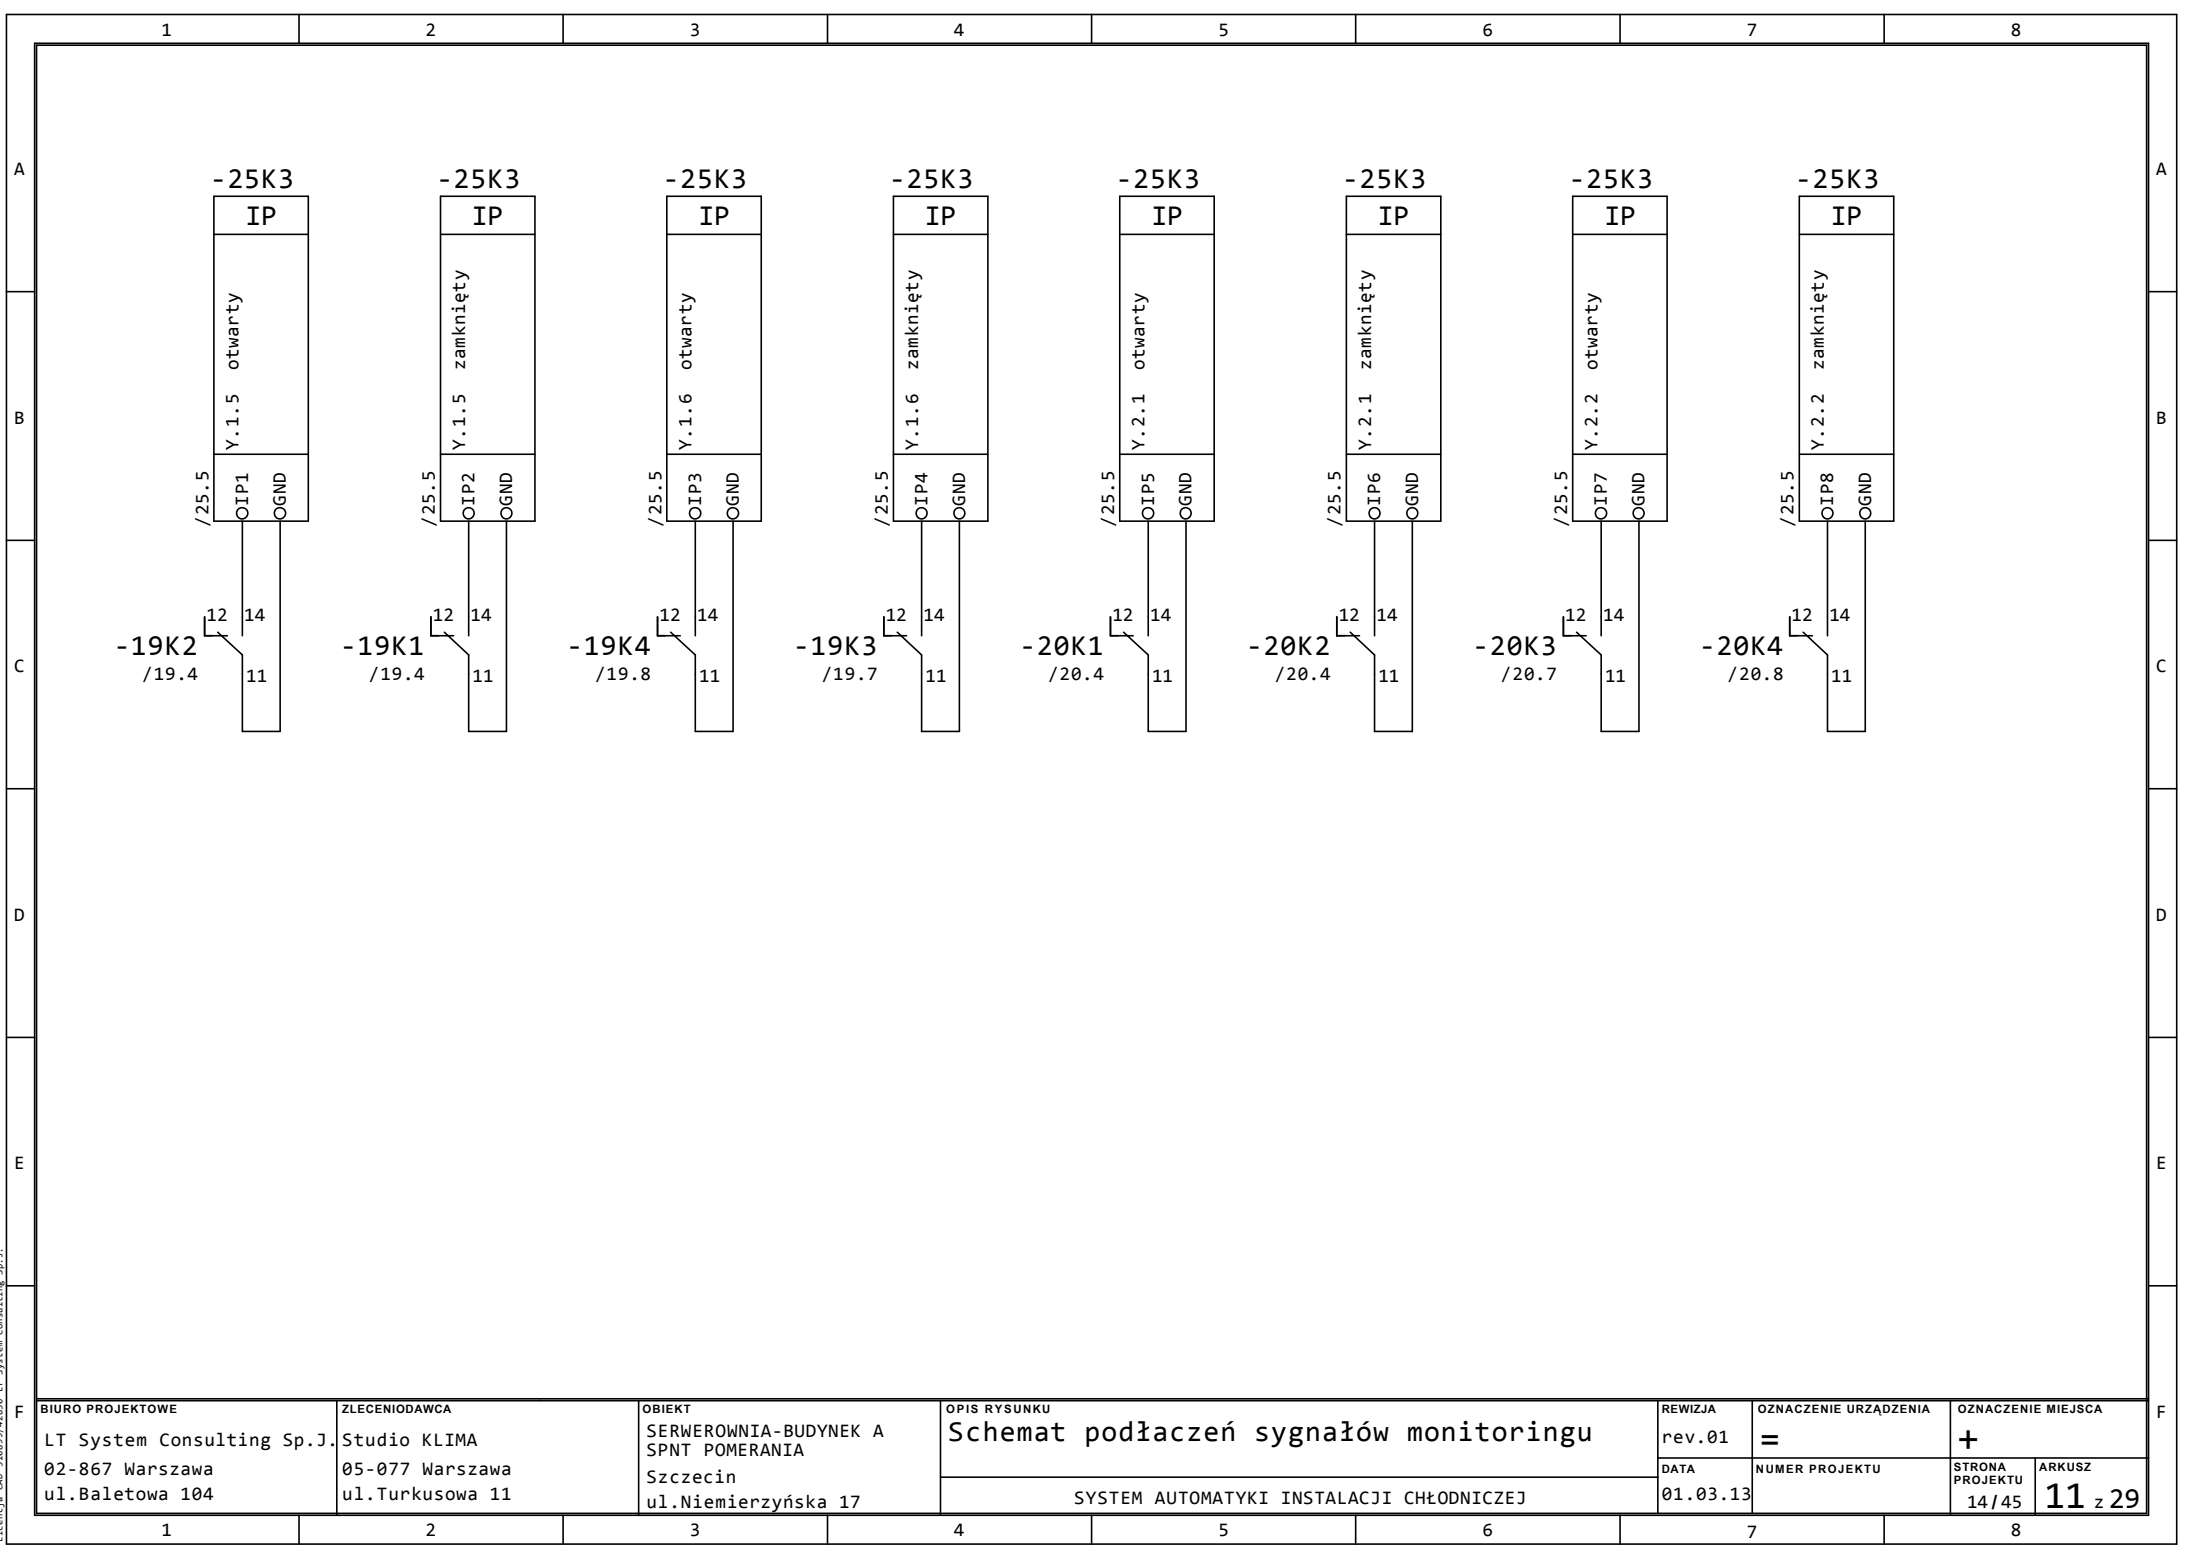 1 2 3 4 5 6 7 8
A A
-25K3 -25K3 -25K3 -25K3 -25K3 -25K3 -25K3 -25K3
IP IP IP IP IP IP IP IP
Y.1.5 otwarty
Y.1.5 zamknięty
Y.1.6 otwarty
Y.1.6 zamknięty
Y.2.1 otwarty
Y.2.1 zamknięty
Y.2.2 otwarty
Y.2.2 zamknięty
B B
/25.5 IP1 GND
/25.5 IP2 GND
/25.5 IP3 GND
/25.5 IP4 GND
/25.5 IP5 GND
/25.5 IP6 GND
/25.5 IP7 GND
/25.5 IP8 GND
12 14 12 14 12 14 12 14 12 14 12 14 12 14 12 14
-19K2 -19K1 -19K4 -19K3 -20K1 -20K2 -20K3 -20K4
C C
/19.4 11 /19.4 11 /19.8 11 /19.7 11 /20.4 11 /20.4 11 /20.7 11 /20.8 11
D D
E E
F F
BIURO PROJEKTOWE
LT System Consulting Sp.J.
02-867 Warszawa
ul.Baletowa 104
ZLECENIODAWCA
Studio KLIMA
05-077 Warszawa
ul.Turkusowa 11
OBIEKT
SERWEROWNIA-BUDYNEK A
SPNT POMERANIA
Szczecin
ul.Niemierzyńska 17
OPIS RYSUNKU
Schemat podłaczeń sygnałów monitoringu
SYSTEM AUTOMATYKI INSTALACJI CHŁODNICZEJ
REWIZJA
rev.01
DATA
01.03.13
OZNACZENIE URZĄDZENIA
=
NUMER PROJEKTU
OZNACZENIE MIEJSCA
+
STRONA
PROJEKTU
14/45
ARKUSZ
11 z 29
1 2 3 4 5 6 7 8